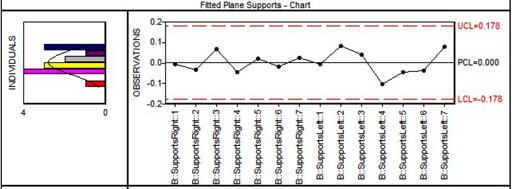 Fitted Plane Supports - Chart
INDIVIDUALS
4
0
OBSERVATIONS
0.2
0.1
0.0
-0.1
-0.2
UCL=0.178
PCL=0.000
LCL=-0.178
B::SupportsRight::1
B::SupportsRight::2
B::SupportsRight::3
B::SupportsRight::4
B::SupportsRight::5
B::SupportsRight::6
B::SupportsRight::7
B::SupportsLeft::1
B::SupportsLeft::2
B::SupportsLeft::3
B::SupportsLeft::4
B::SupportsLeft::5
B::SupportsLeft::6
B::SupportsLeft::7